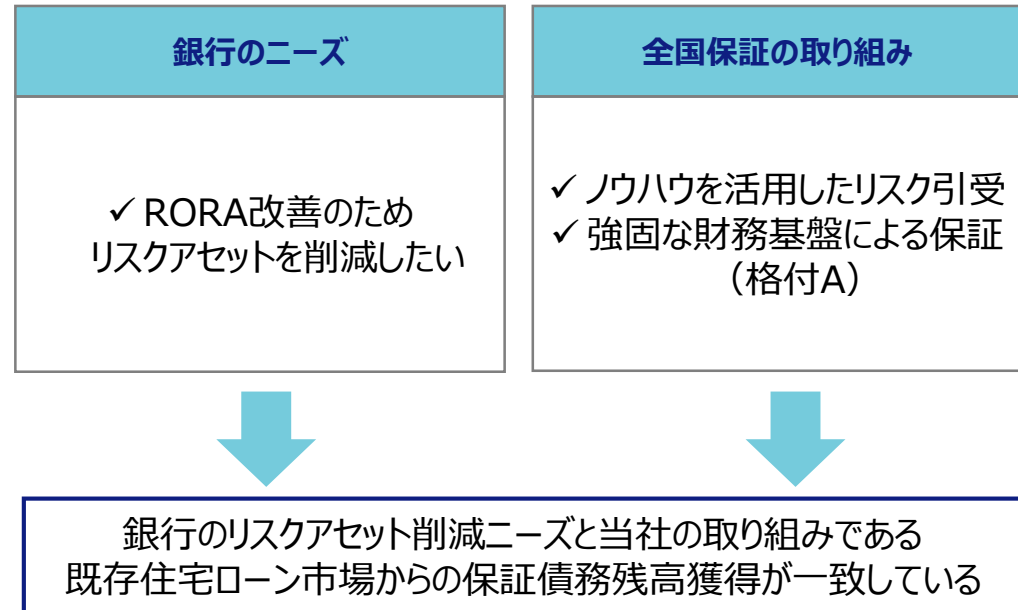 銀行のニーズ
✓ RORA改善のため
リスクアセットを削減したい
全国保証の取り組み
✓ ノウハウを活用したリスク引受
✓ 強固な財務基盤による保証
（格付A）
銀行のリスクアセット削減ニーズと当社の取り組みである
既存住宅ローン市場からの保証債務残高獲得が一致している